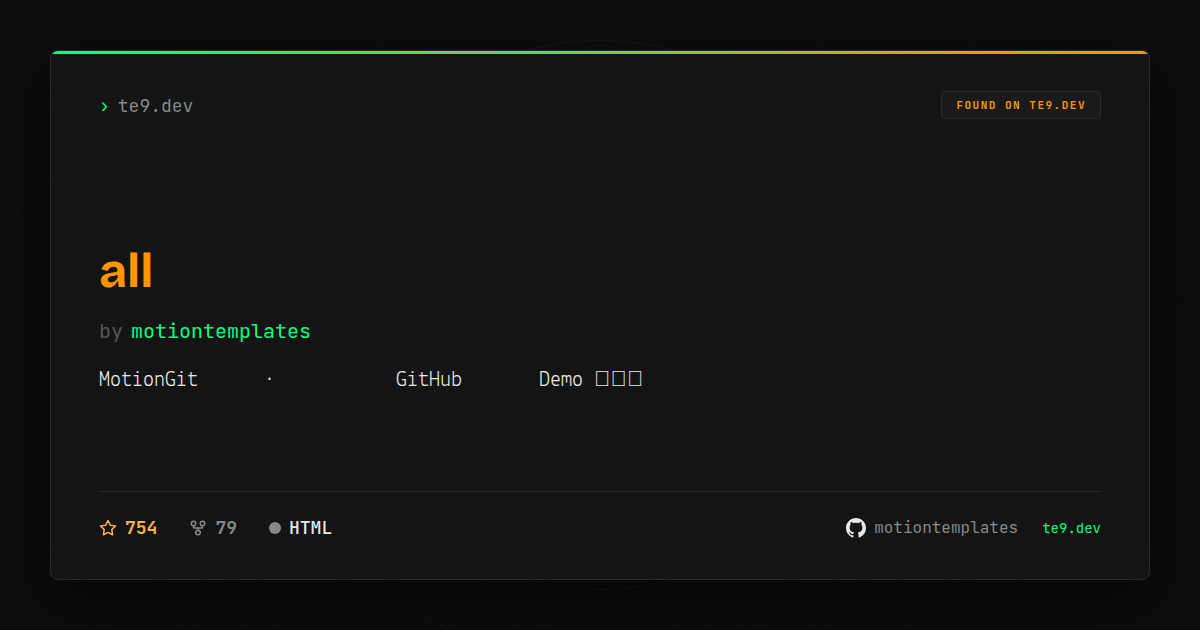 › te9.dev
FOUND ON TE9.DEV
all
by motiontemplates
MotionGit · GitHub Demo
754 79 HTML
motiontemplates te9.dev